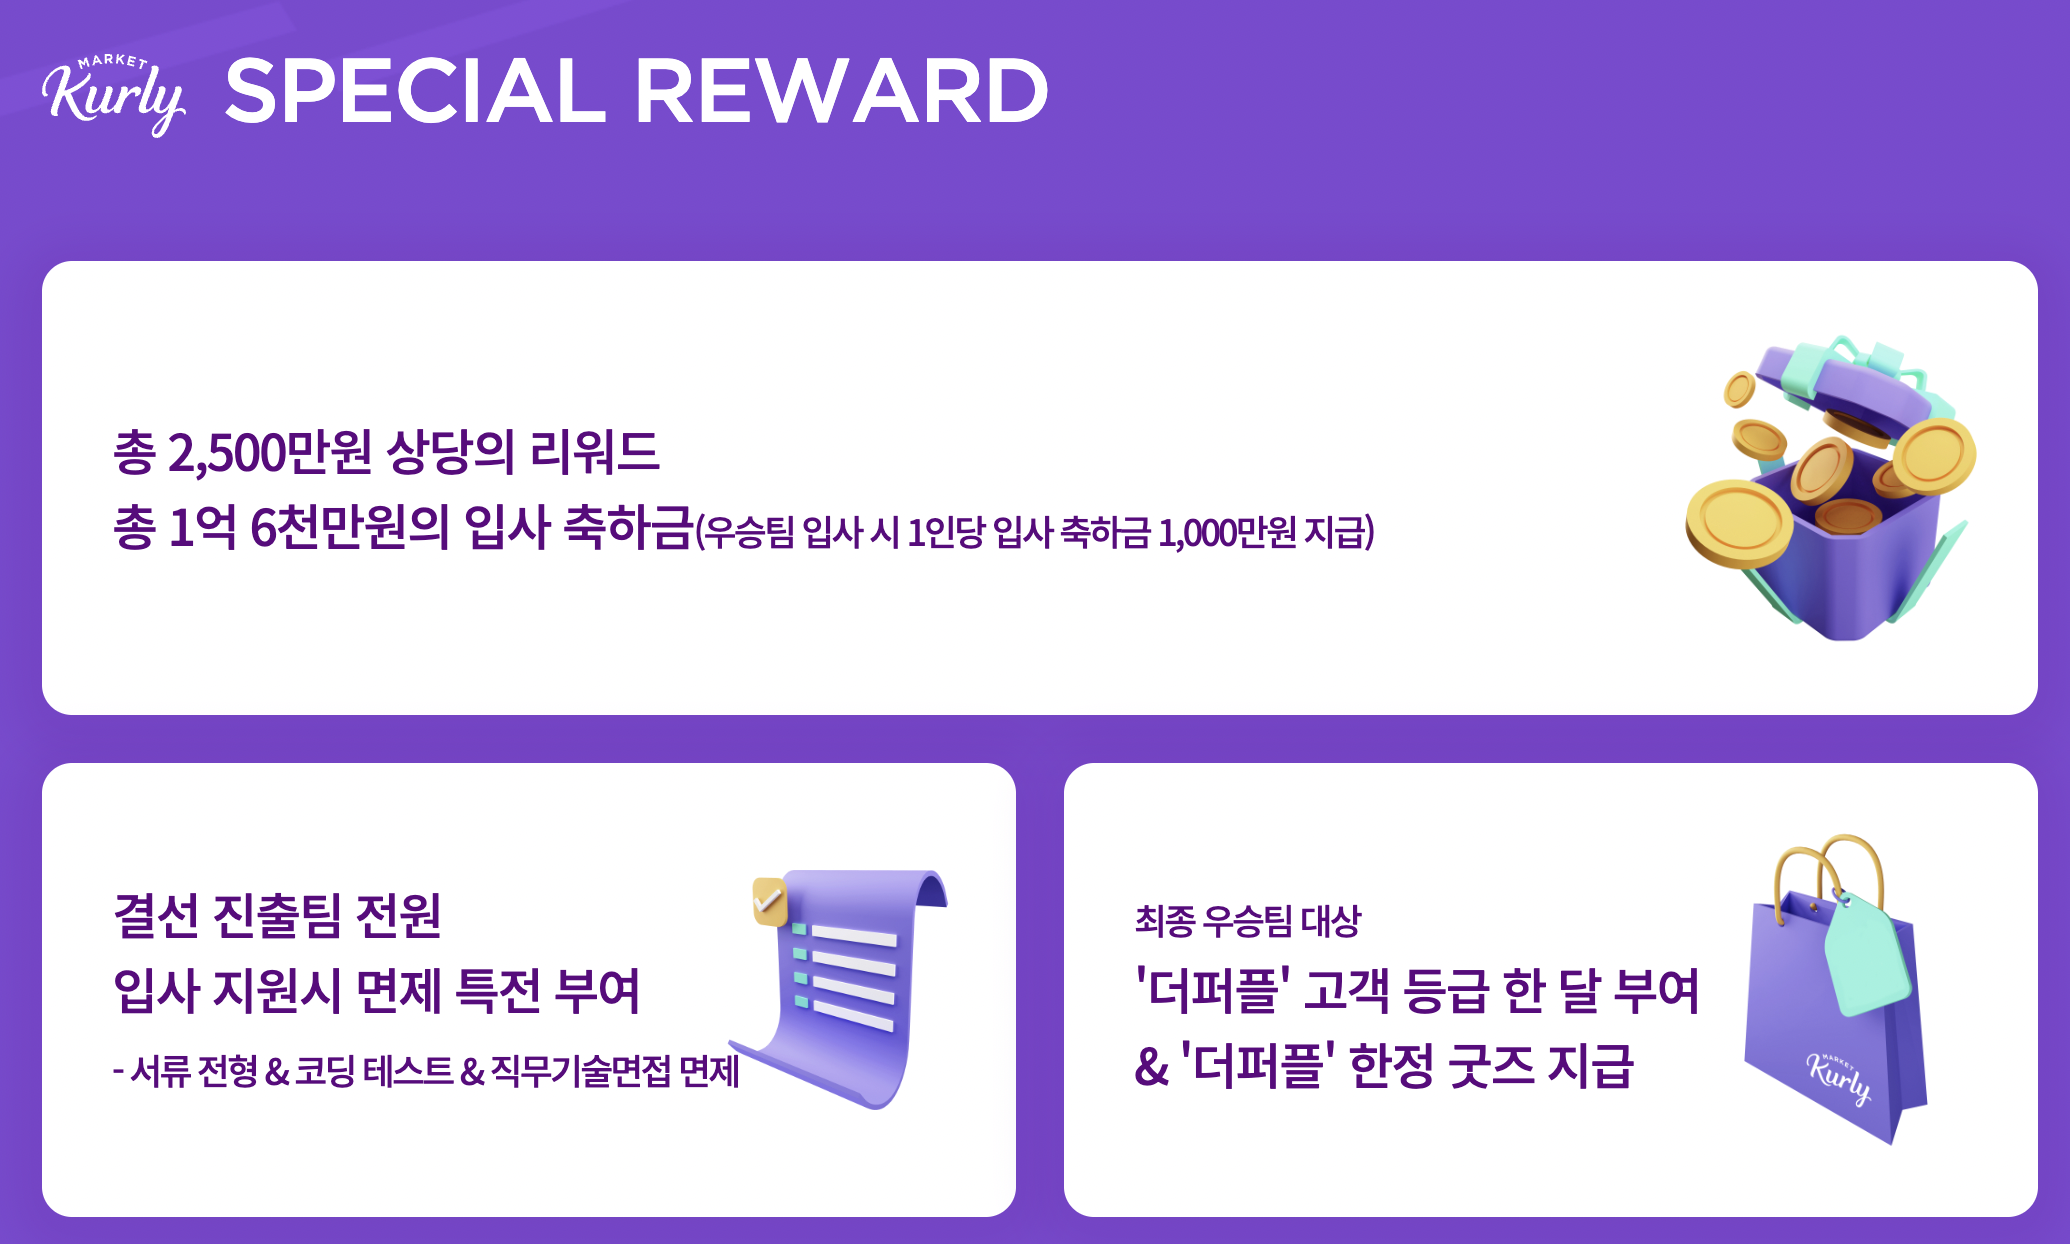 MARKET
Kurly
SPECIAL REWARD
총 2,500만원 상당의 리워드
총 1억 6천만원의 입사 축하금(우승팀 입사 시 1인당 입사 축하금 1,000만원 지급)
결선 진출팀 전원
입사 지원시 면제 특전 부여
- 서류 전형 & 코딩 테스트 & 직무기술면접 면제
최종 우승팀 대상
'더퍼플' 고객 등급 한 달 부여
& '더퍼플' 한정 굿즈 지급
MARKET
Kurly